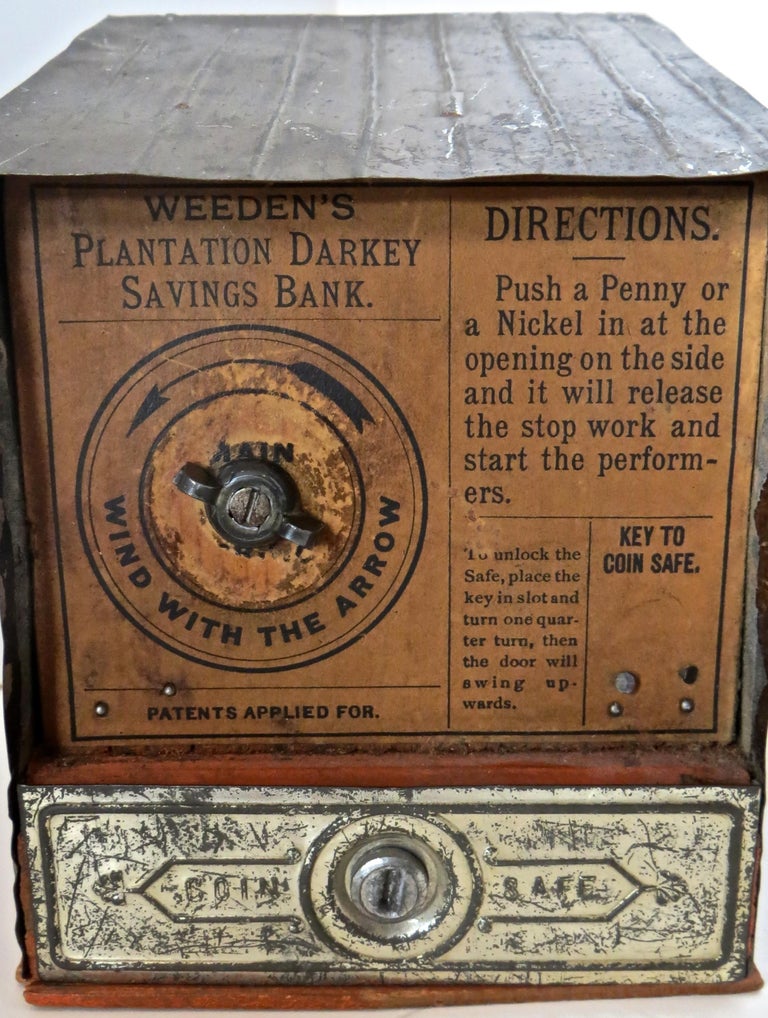 WEEDEN'S
PLANTATION DARKEY
SAVINGS BANK.
WIND WITH THE ARROW
PATENTS APPLIED FOR.
DIRECTIONS.
Push a Penny or
a Nickel in at the
opening on the side
and it will release
the stop work and
start the perform-
ers.
To unlock the
Safe, place the
key in slot and
turn one quar-
ter turn, then
the door will
swing up-
wards.
KEY TO
COIN SAFE.
COIN SAFE